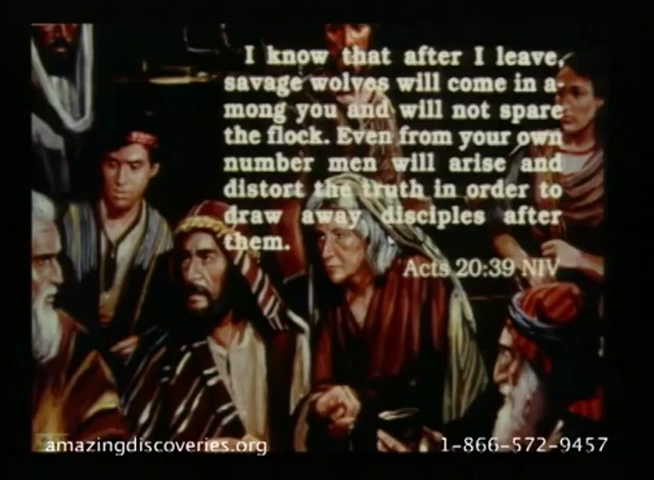 I know that after I leave,
savage wolves will come in a-
mong you and will not spare
the flock. Even from your own
number men will arise and
distort the truth in order to
draw away disciples after
them.
Acts 20:39 NIV
amazingdiscoveries.org 1-866-572-9457